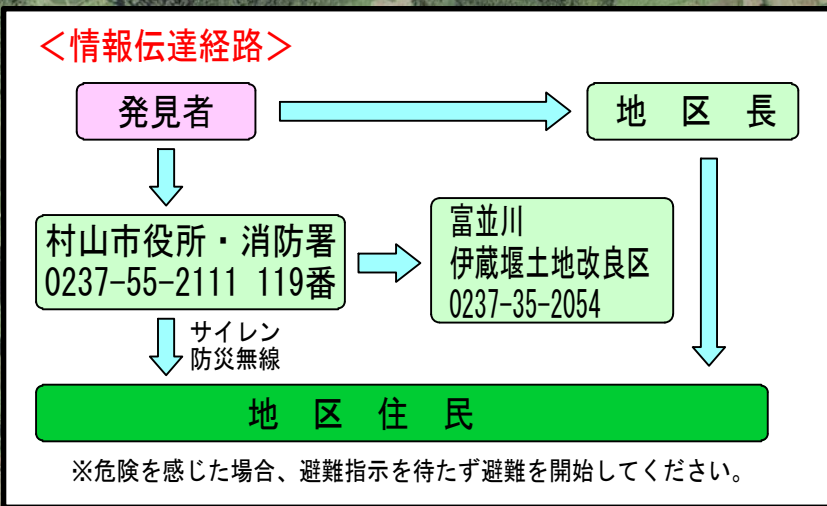 ＜情報伝達経路＞
発見者
地区長
村山市役所・消防署
0237-55-2111 119番
富並川
伊蔵堰土地改良区
0237-35-2054
サイレン
防災無線
地区住民
※危険を感じた場合、避難指示を待たず避難を開始してください。